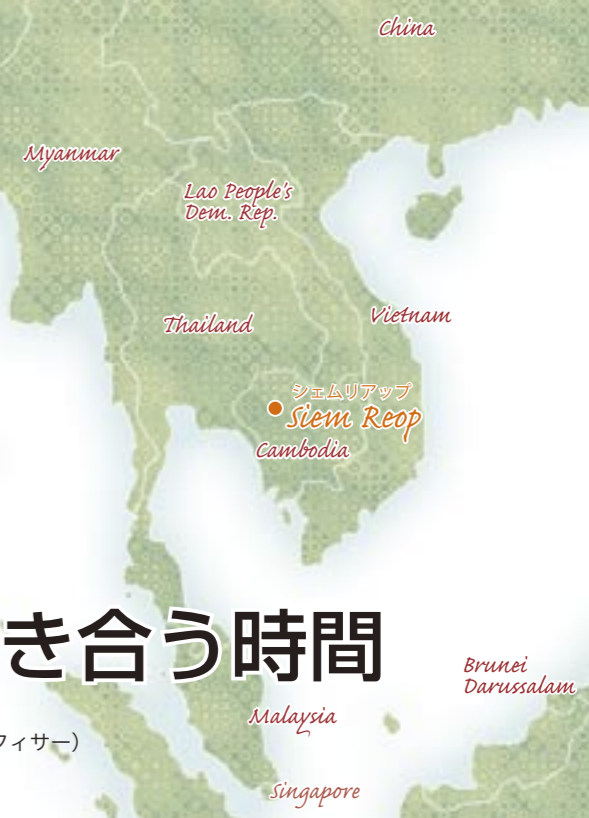 China
Myanmar
Lao People's
Dem. Rep.
Thailand
Vietnam
シェムリアップ
Siem Reop
Cambodia
き合う時間
Brunei
Darussalam
Malaysia
フィサー）
Singapore